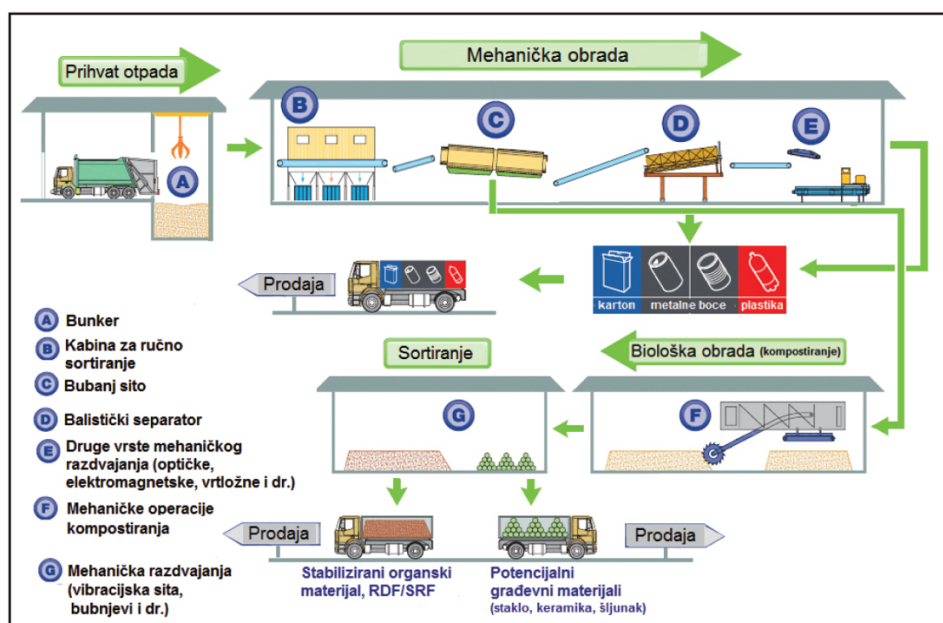 Prihvat otpada
Mehanička obrada
A
B
C
D
E
karton
metalne boce
plastika
Prodaja
A Bunker
B Kabina za ručno
sortiranje
C Bubanj sito
D Balistički separator
E Druge vrste mehaničkog
razdvajanja (optičke,
elektromagnetske, vrtložne i dr.)
F Mehaničke operacije
kompostiranja
G Mehanička razdvajanja
(vibracijska sita,
bubnjevi i dr.)
Sortiranje
Biološka obrada (kompostiranje)
G
F
Prodaja
Prodaja
Stabilizirani organski
materijal, RDF/SRF
Potencijalni
građevni materijali
(staklo, keramika, šljunak)